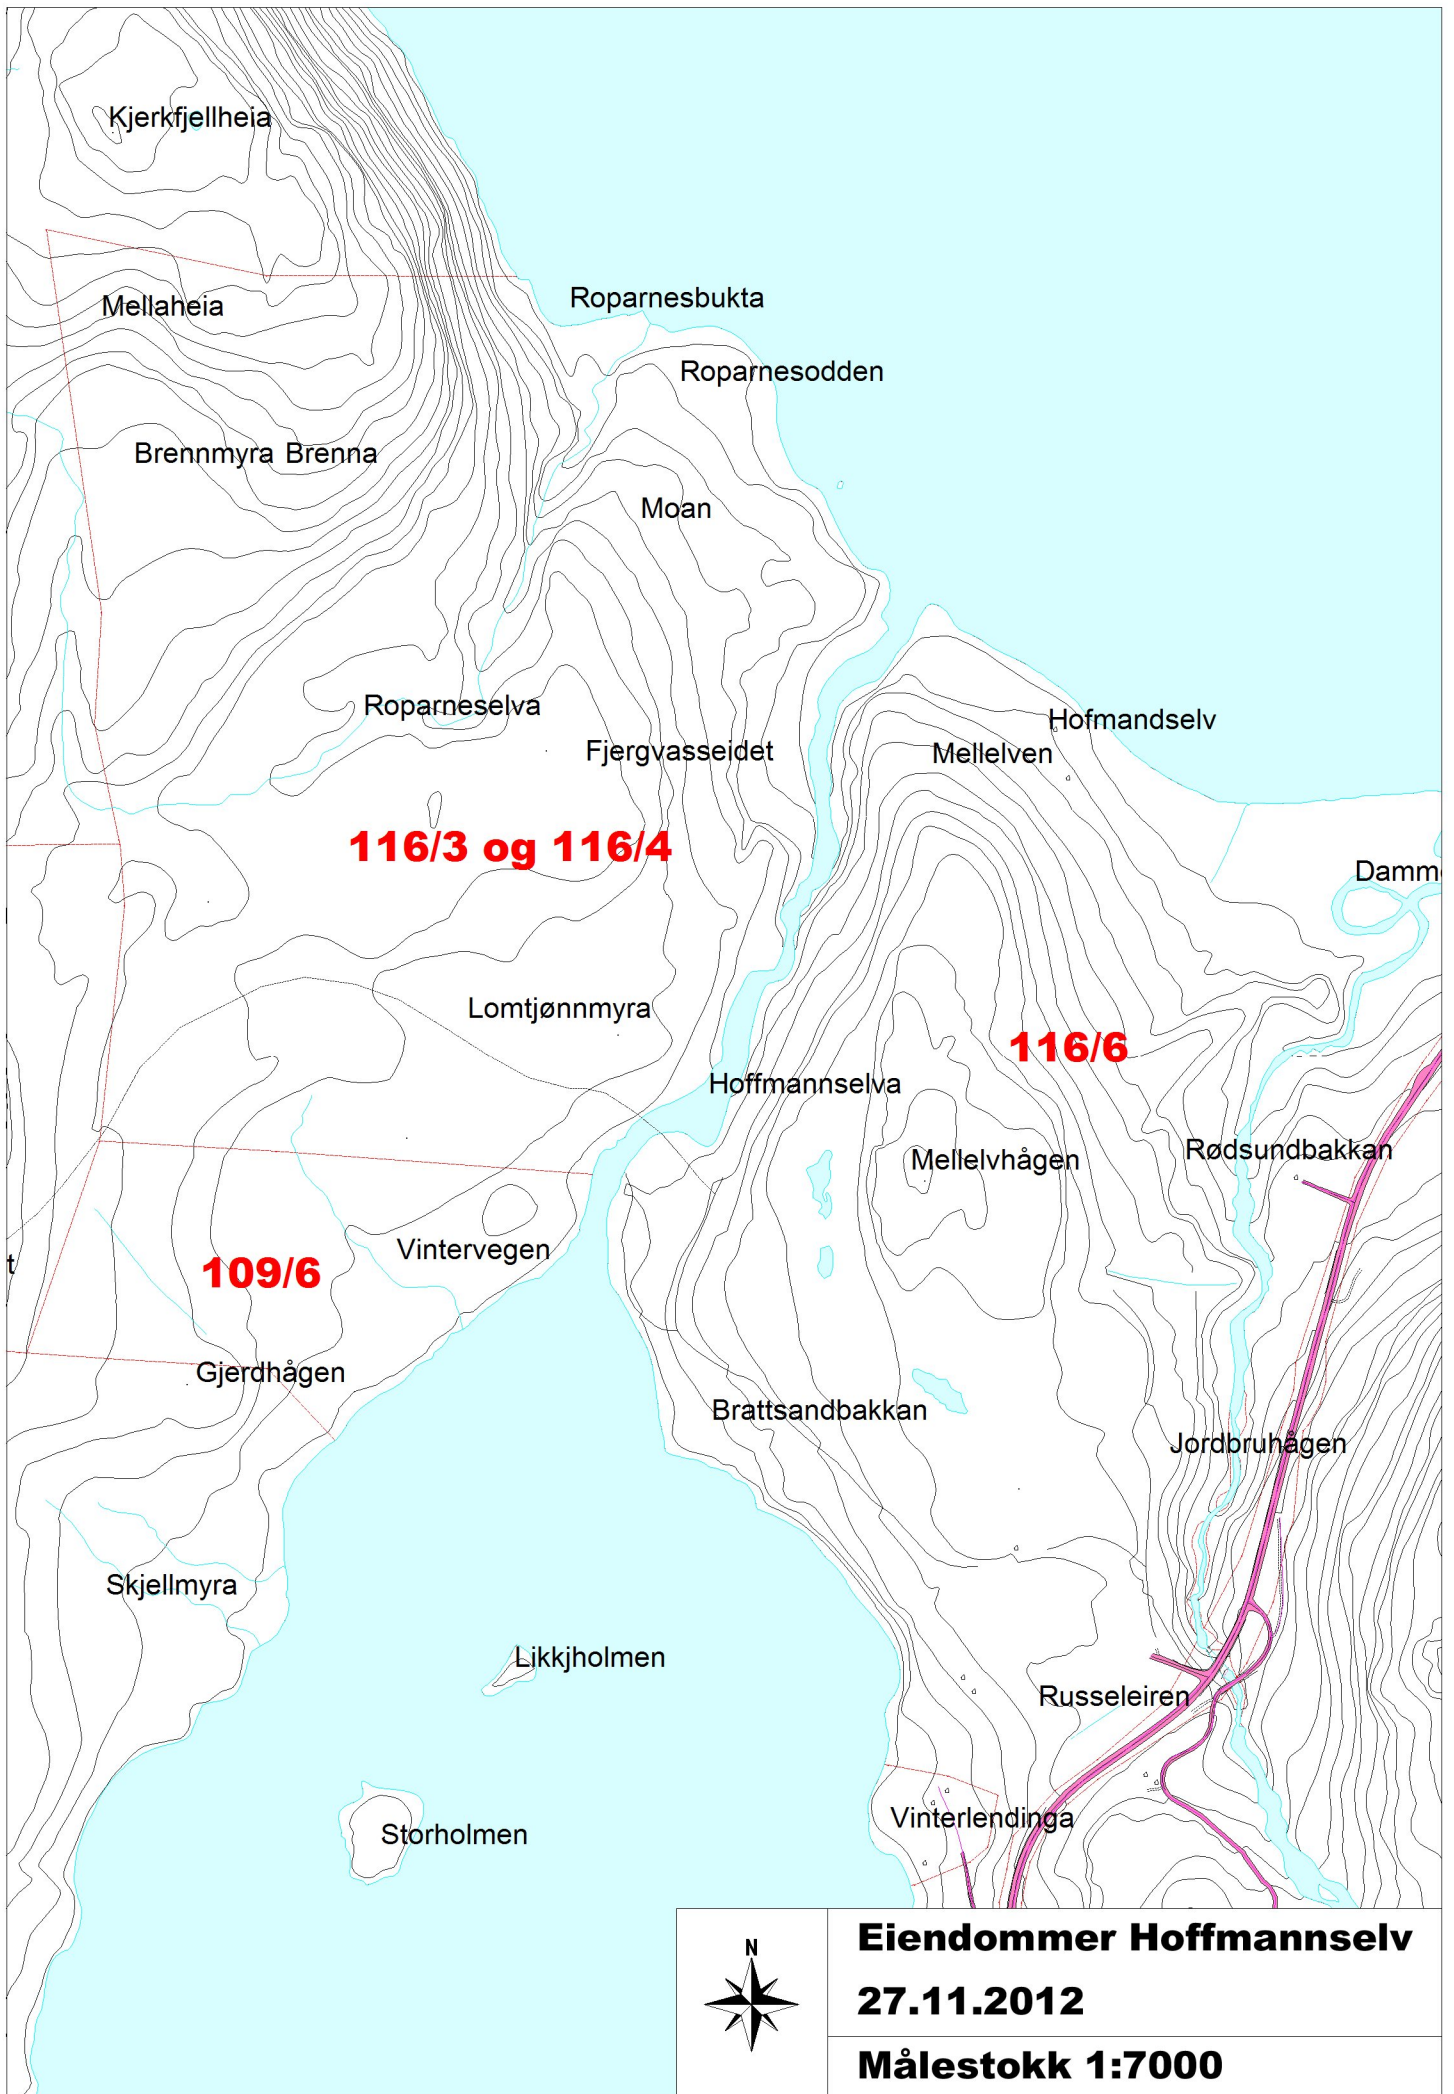 Kjerkfjellheia
Roparnesbukta
Mellaheia
Roparnesodden
Brennmyra Brenna
Moan
Roparneselva
Hofmandselv
Fjergvasseidet
Mellelven
116/3 og 116/4
Damm
Lomtjønnmyra
116/6
Hoffmannselva
Rødsundbakkan
Mellelvhågen
Vintervegen
t
109/6
Gjerdhågen
Brattsandbakkan
Jordbruhågen
Skjellmyra
Likkjholmen
Russeleiren
Vinterlendinga
Storholmen
N
Eiendommer Hoffmannselv
27.11.2012
Målestokk 1:7000